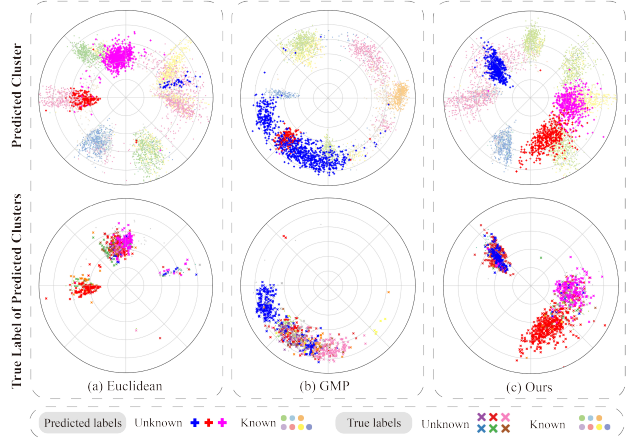 Predicted Cluster
True Label of Predicted Clusters
(a) Euclidean
(b) GMP
(c) Ours
Predicted labels Unknown Known True labels Unknown Known